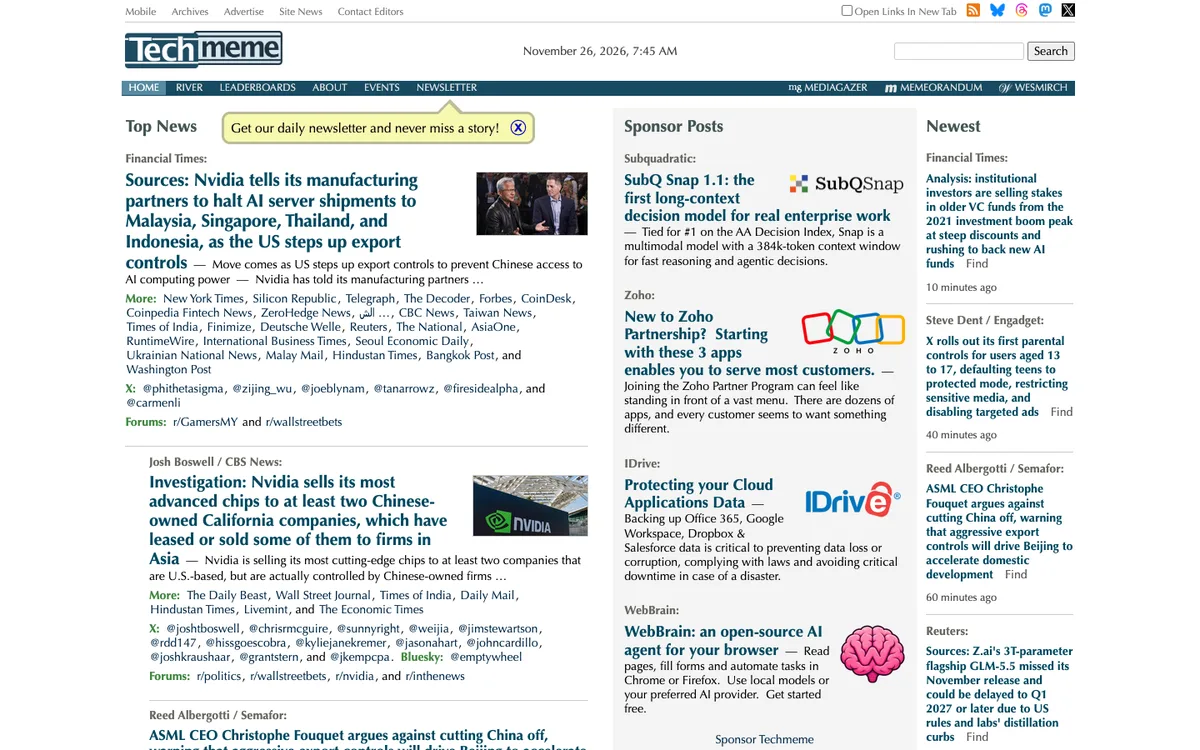 Mobile Archives Advertise Site News Contact Editors
Open Links In New Tab
Techmeme
November 26, 2026, 7:45 AM
Search
HOME RIVER LEADERBOARDS ABOUT EVENTS NEWSLETTER
mg MEDIAGAZER m MEMEORANDUM W WESMIRCH
Top News
Get our daily newsletter and never miss a story! X
Financial Times:
Sources: Nvidia tells its manufacturing
partners to halt AI server shipments to
Malaysia, Singapore, Thailand, and
Indonesia, as the US steps up export
controls — Move comes as US steps up export controls to prevent Chinese access to
AI computing power — Nvidia has told its manufacturing partners …
More: New York Times, Silicon Republic, Telegraph, The Decoder, Forbes, CoinDesk,
Coinpedia Fintech News, ZeroHedge News, الش …, CBC News, Taiwan News,
Times of India, Finimize, Deutsche Welle, Reuters, The National, AsiaOne,
RuntimeWire, International Business Times, Seoul Economic Daily,
Ukrainian National News, Malay Mail, Hindustan Times, Bangkok Post, and
Washington Post
X: @phithetasigma, @zijing_wu, @joeblynam, @tanarrowz, @firesidealpha, and
@carmenli
Forums: r/GamersMY and r/wallstreetbets
Josh Boswell / CBS News:
Investigation: Nvidia sells its most
advanced chips to at least two Chinese-
owned California companies, which have
leased or sold some of them to firms in
Asia — Nvidia is selling its most cutting-edge chips to at least two companies that
are U.S.-based, but are actually controlled by Chinese-owned firms …
NVIDIA
More: The Daily Beast, Wall Street Journal, Times of India, Daily Mail,
Hindustan Times, Livemint, and The Economic Times
X: @joshtboswell, @chrisrmcguire, @sunnyright, @weijia, @jimstewartson,
@rdd147, @hissgoescobra, @kyliejanekremer, @jasonahart, @johncardillo,
@joshkraushaar, @grantstern, and @jkempcpa. Bluesky: @emptywheel
Forums: r/politics, r/wallstreetbets, r/nvidia, and r/inthenews
Reed Albergotti / Semafor:
ASML CEO Christophe Fouquet argues against cutting China off,
warning that aggressive export controls will drive Beijing to accelerate
Sponsor Posts
Subquadratic:
SubQ Snap 1.1: the
first long-context
decision model for real enterprise work
SubQSnap
— Tied for #1 on the AA Decision Index, Snap is a
multimodal model with a 384k-token context window
for fast reasoning and agentic decisions.
Zoho:
New to Zoho
Partnership? Starting
with these 3 apps
enables you to serve most customers. —
ZOHO
Joining the Zoho Partner Program can feel like
standing in front of a vast menu. There are dozens of
apps, and every customer seems to want something
different.
IDrive:
Protecting your Cloud
Applications Data —
IDrive®
Backing up Office 365, Google
Workspace, Dropbox &
Salesforce data is critical to preventing data loss or
corruption, complying with laws and avoiding critical
downtime in case of a disaster.
WebBrain:
WebBrain: an open-source AI
agent for your browser — Read
pages, fill forms and automate tasks in
Chrome or Firefox. Use local models or
your preferred AI provider. Get started
free.
Sponsor Techmeme
Newest
Financial Times:
Analysis: institutional
investors are selling stakes
in older VC funds from the
2021 investment boom peak
at steep discounts and
rushing to back new AI
funds Find
10 minutes ago
Steve Dent / Engadget:
X rolls out its first parental
controls for users aged 13
to 17, defaulting teens to
protected mode, restricting
sensitive media, and
disabling targeted ads Find
40 minutes ago
Reed Albergotti / Semafor:
ASML CEO Christophe
Fouquet argues against
cutting China off, warning
that aggressive export
controls will drive Beijing to
accelerate domestic
development Find
60 minutes ago
Reuters:
Sources: Z.ai's 3T-parameter
flagship GLM-5.5 missed its
November release and
could be delayed to Q1
2027 or later due to US
rules and labs' distillation
curbs Find